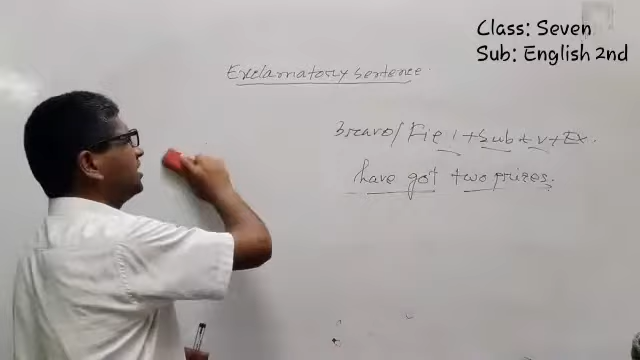 Class: Seven
Sub: English 2nd
Exclamatory sentence.
Bravo/Fie ! + Sub + v + Ex.
have got two prizes.